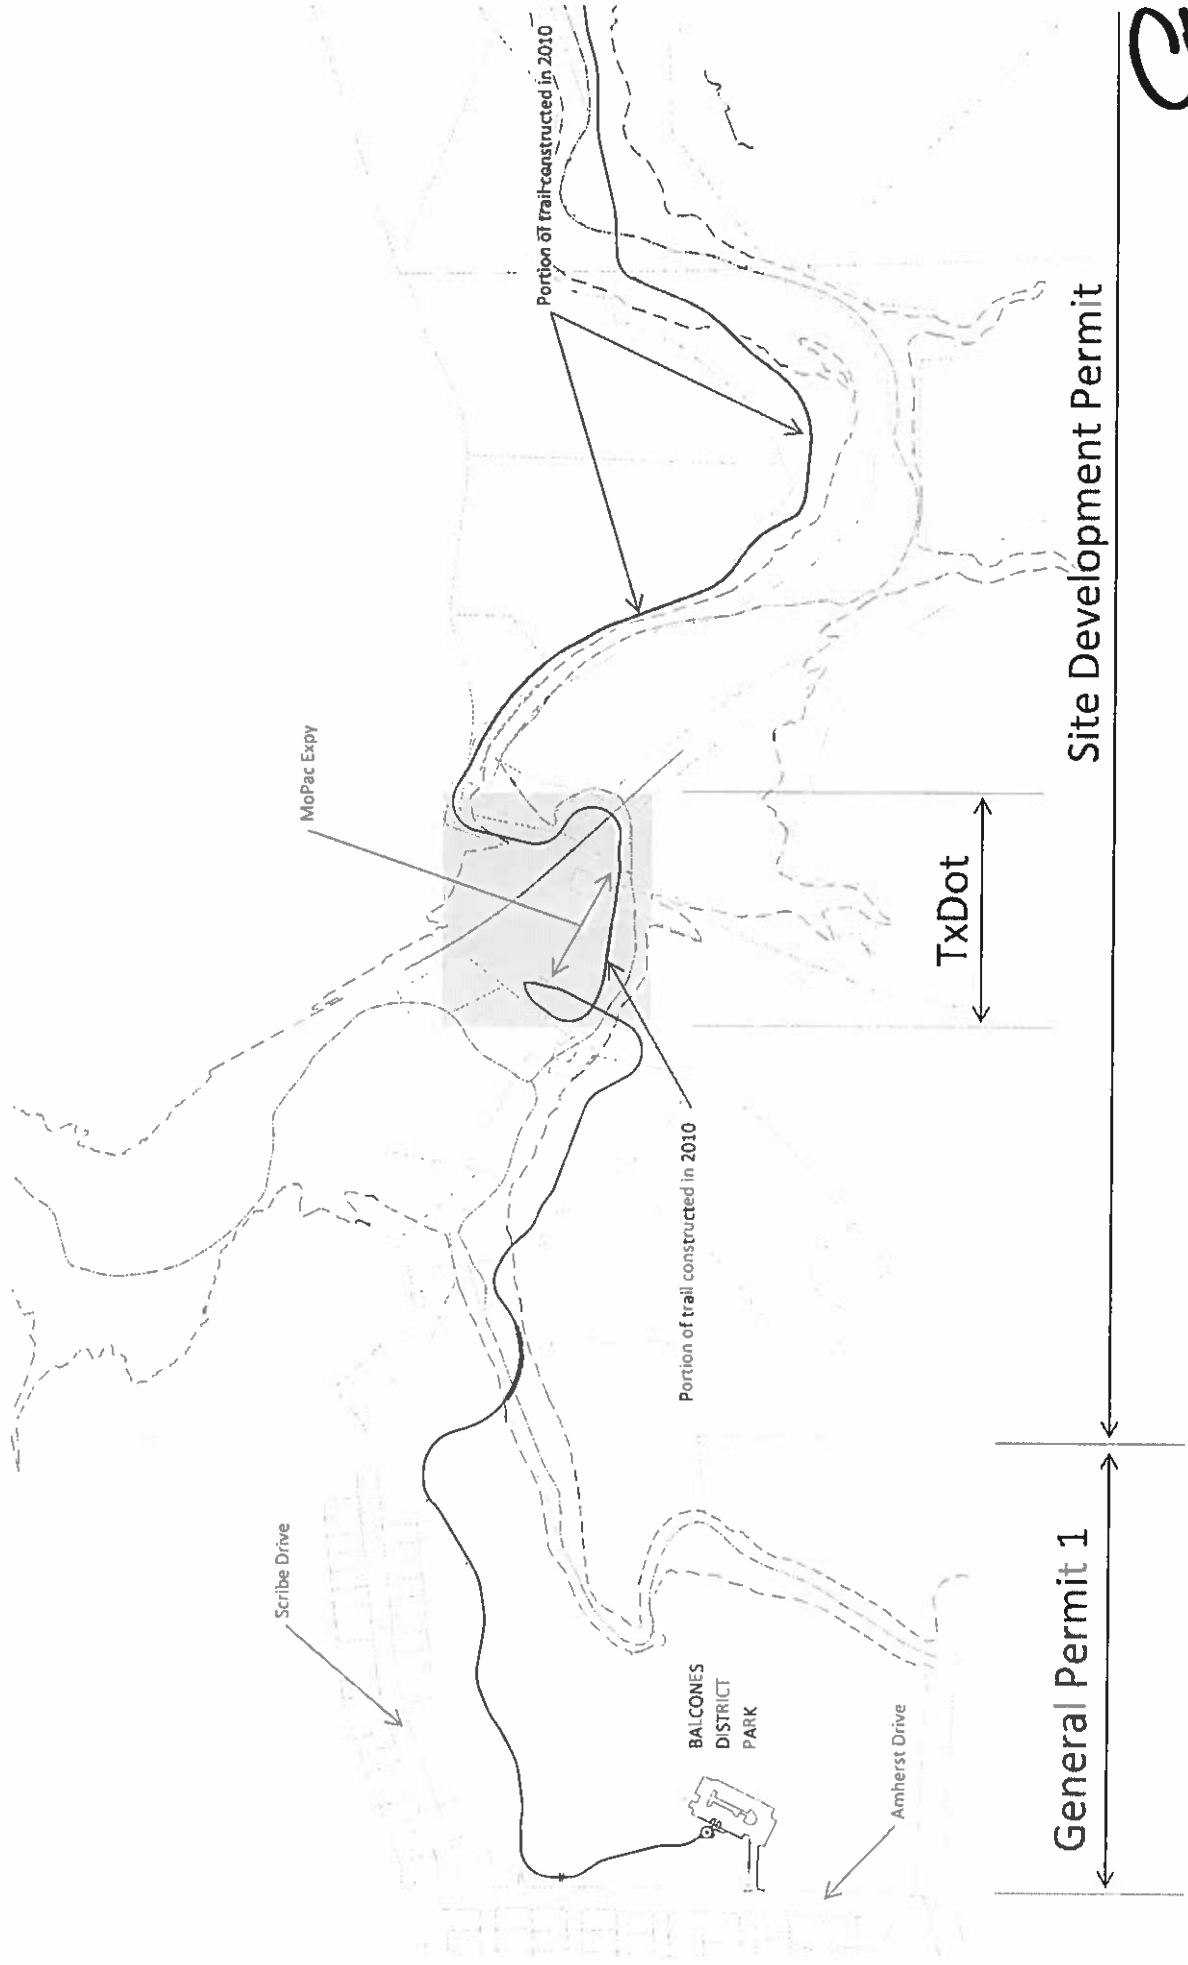 Scribe Drive
MoPac Expy
Portion of trail constructed in 2010
BALCONES
DISTRICT
PARK
Portion of trail constructed in 2010
Amherst Drive
TxDot
General Permit 1
Site Development Permit